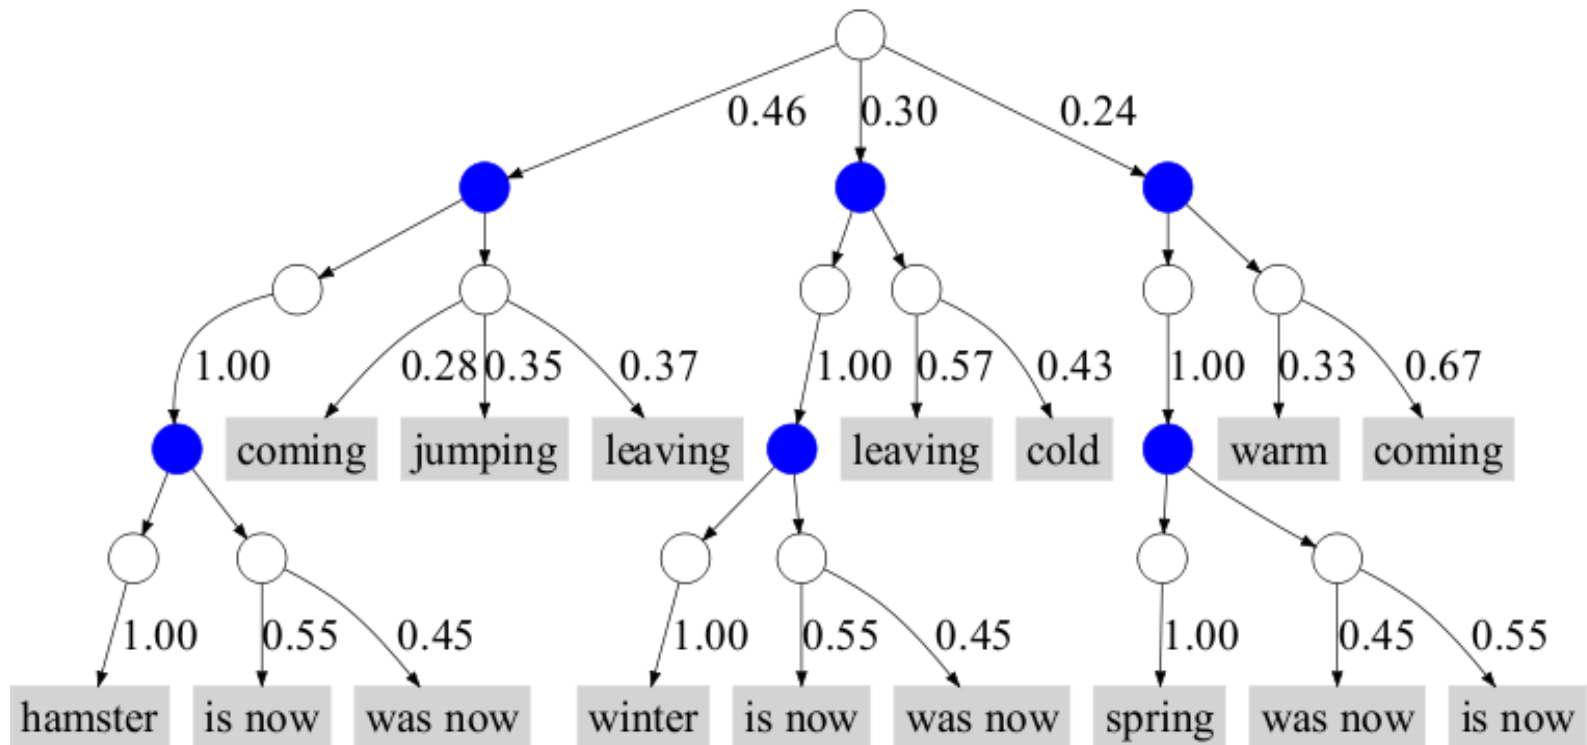 0.46 0.30 0.24
1.00 0.28 0.35 0.37 1.00 0.57 0.43 1.00 0.33 0.67
coming jumping leaving leaving cold warm coming
1.00 0.55 0.45 1.00 0.55 0.45 1.00 0.45 0.55
hamster is now was now winter is now was now spring was now is now